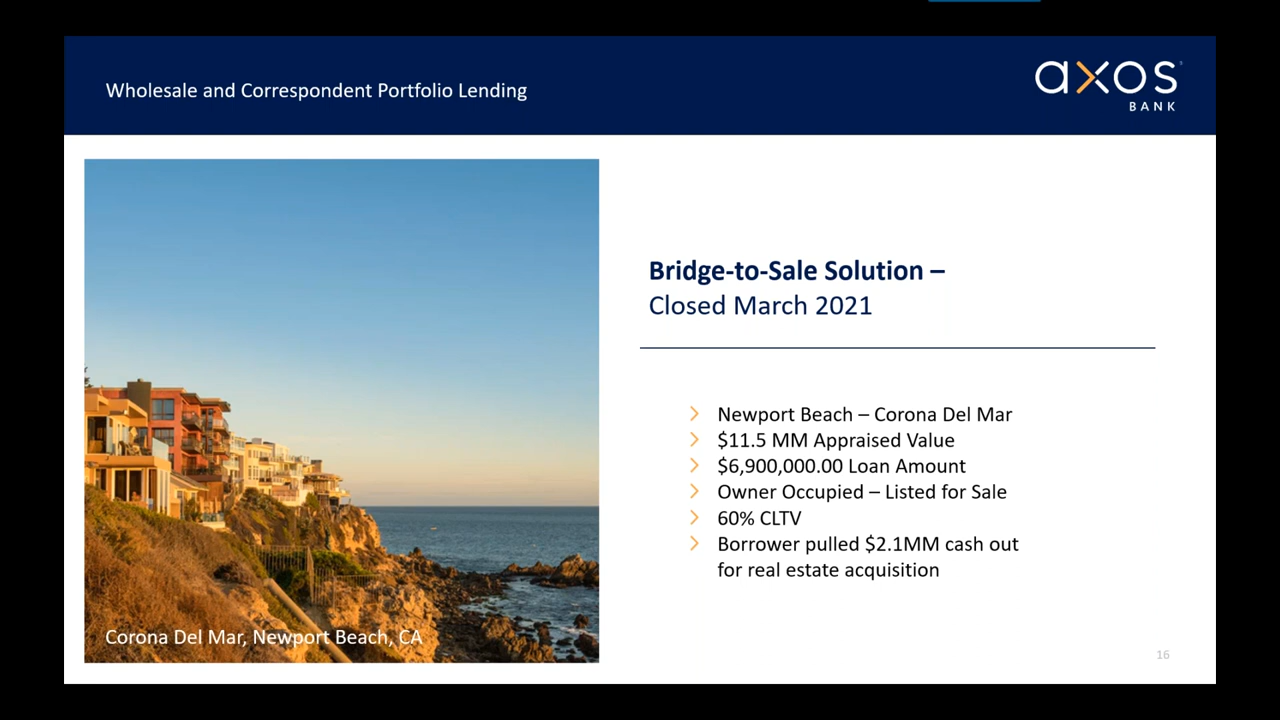 Wholesale and Correspondent Portfolio Lending
axos
BANK
Bridge-to-Sale Solution –
Closed March 2021
Newport Beach – Corona Del Mar
$11.5 MM Appraised Value
$6,900,000.00 Loan Amount
Owner Occupied – Listed for Sale
60% CLTV
Borrower pulled $2.1MM cash out
for real estate acquisition
Corona Del Mar, Newport Beach, CA
16